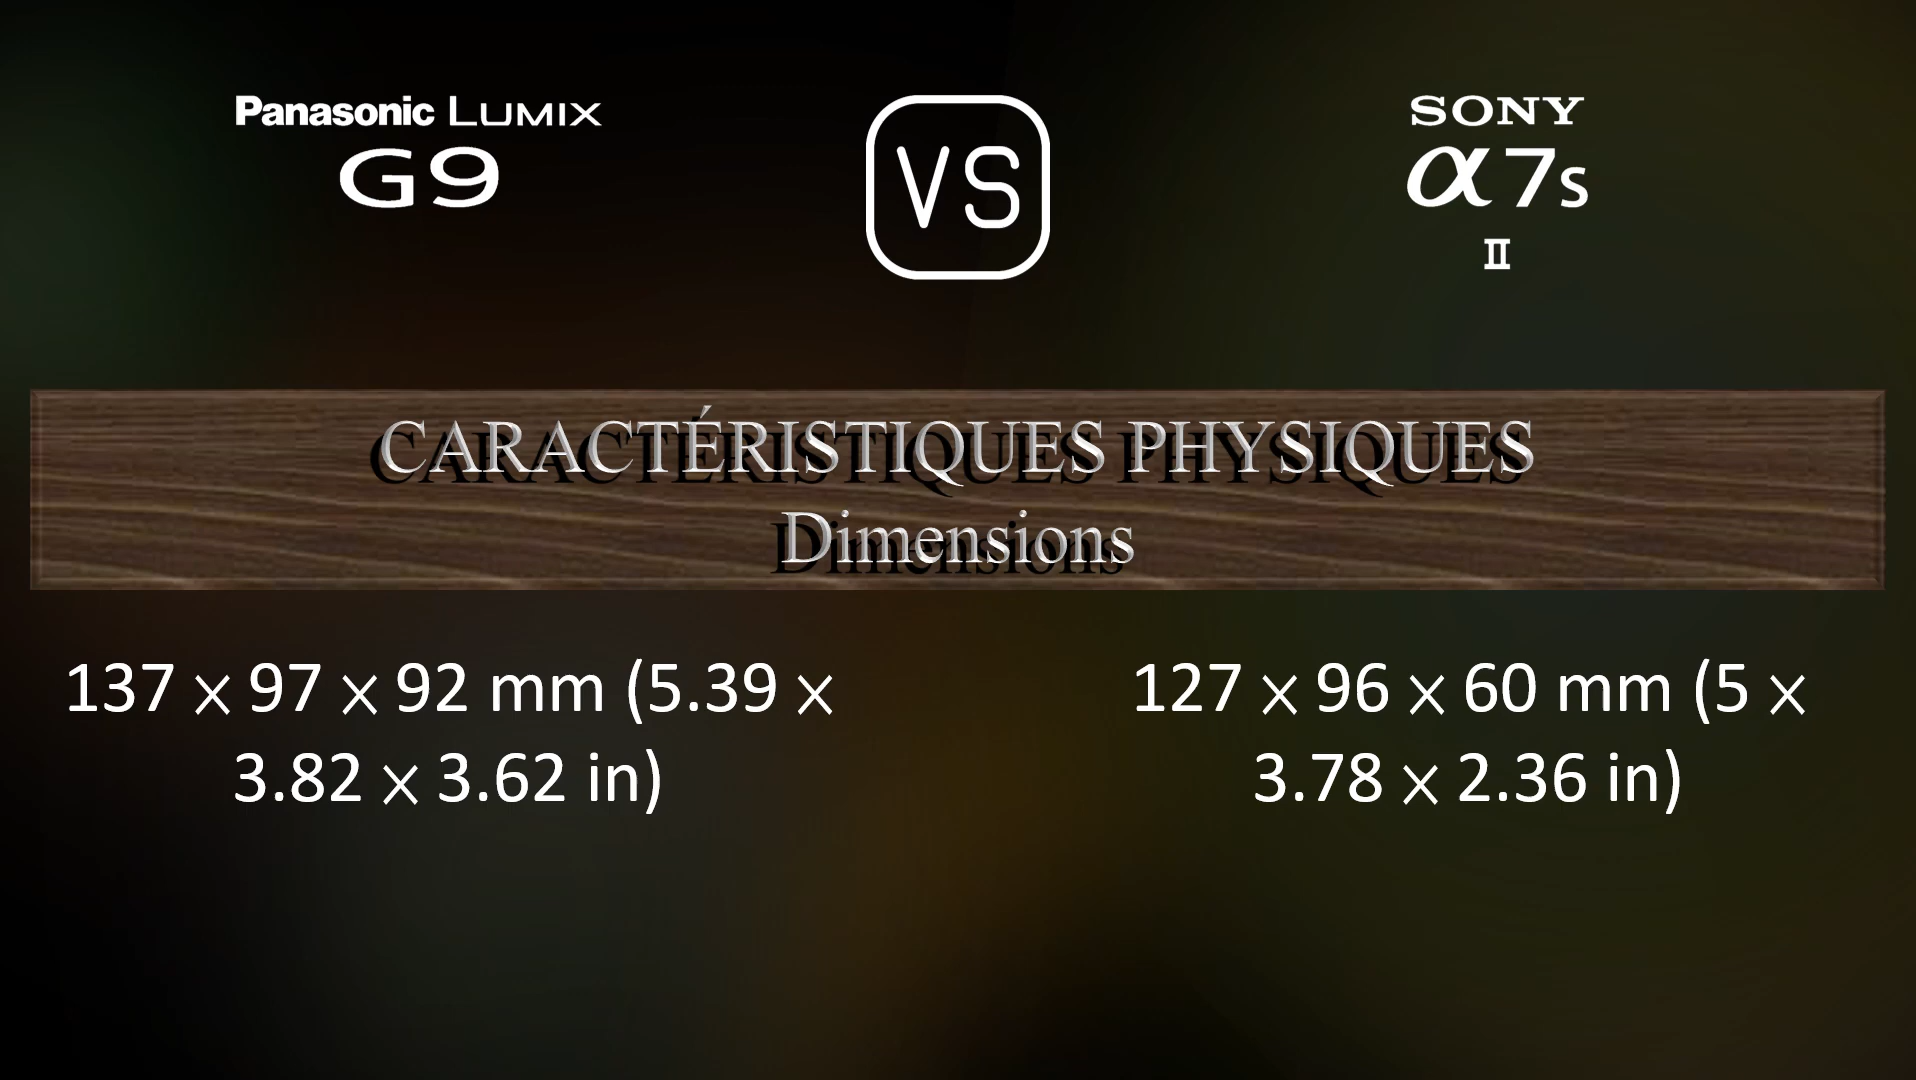 Panasonic LUMIX
G9
VS
SONY
α7s
II
CARACTÉRISTIQUES PHYSIQUES
Dimensions
137 x 97 x 92 mm (5.39 x
3.82 x 3.62 in)
127 x 96 x 60 mm (5 x
3.78 x 2.36 in)